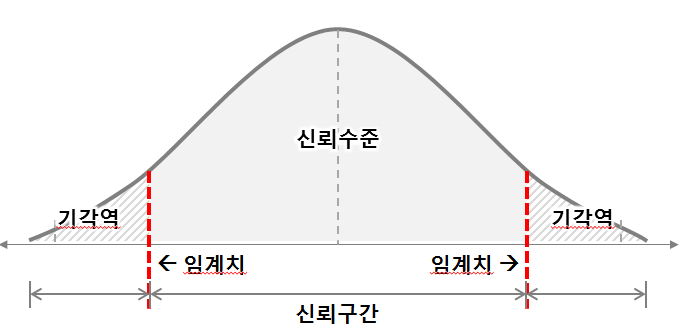 신뢰수준
기각역
기각역
← 임계치
임계치 →
신뢰구간